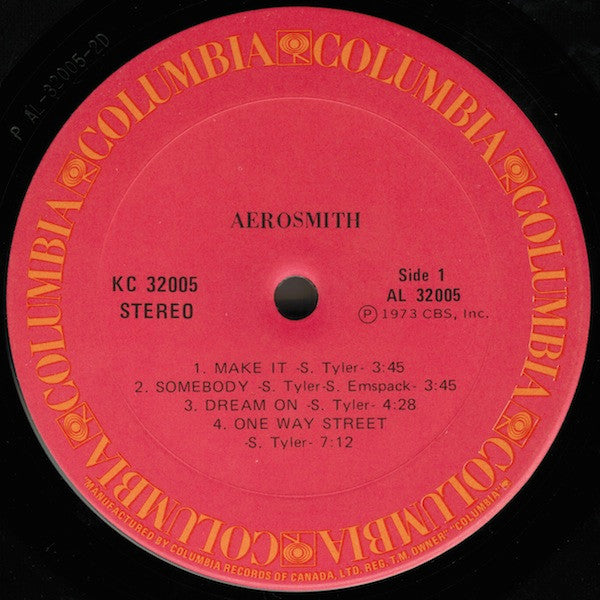 P AL-32005-2D
COLUMBIA COLUMBIA COLUMBIA COLUMBIA COLUMBIA COLUMBIA COLUMBIA COLUMBIA
AEROSMITH
KC 32005
STEREO
Side 1
AL 32005
Ⓟ 1973 CBS, Inc.
1. MAKE IT -S. Tyler- 3:45
2. SOMEBODY -S. Tyler-S. Emspack- 3:45
3. DREAM ON -S. Tyler- 4:28
4. ONE WAY STREET
-S. Tyler- 7:12
"MANUFACTURED BY COLUMBIA RECORDS OF CANADA, LTD. REG. T.M. OWNER" "COLUMBIA"